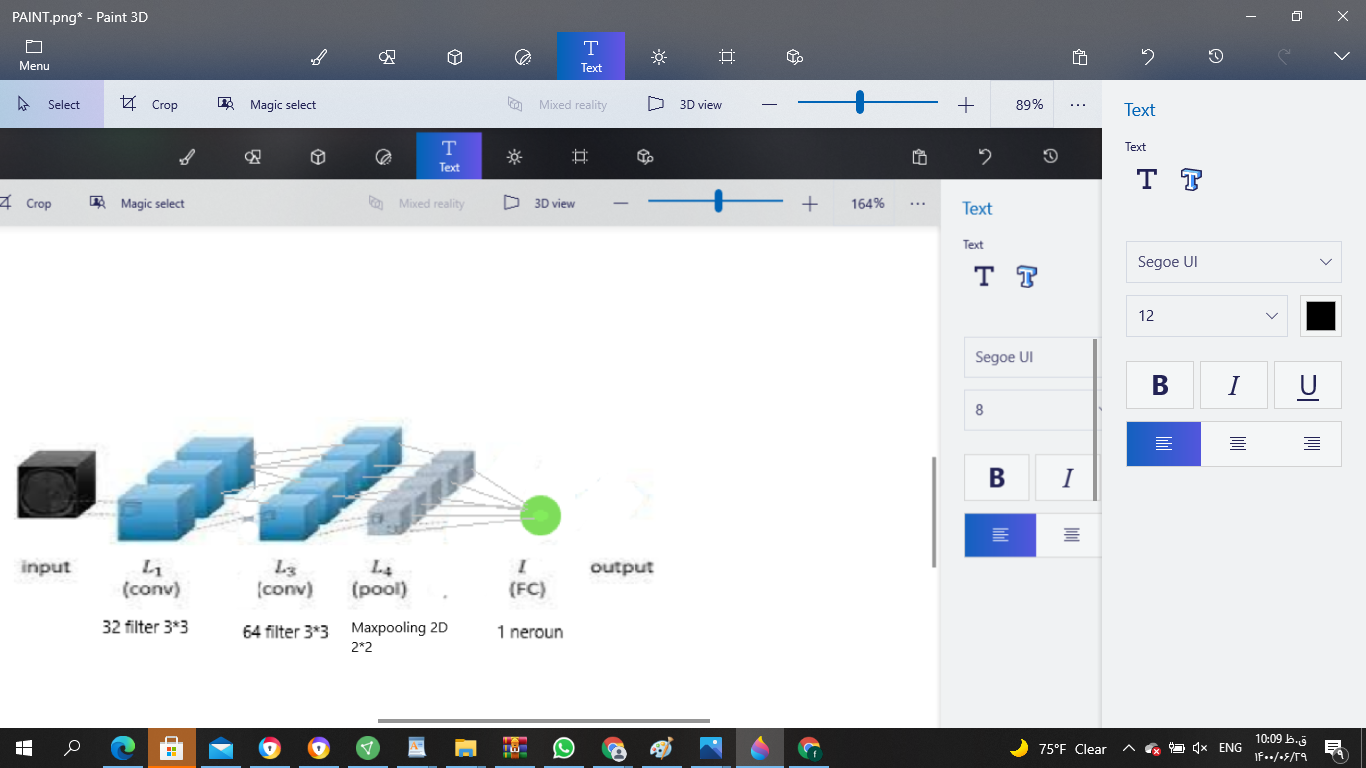 PAINT.png* - Paint 3D
Menu
Text
Select
Crop
Magic select
Mixed reality
3D view
89%
Text
Text
T
Segoe UI
12
B I U
Text
Crop
Magic select
Mixed reality
3D view
164%
Text
Text
T
Segoe UI
8
B I
input
L1
(conv)
32 filter 3*3
L3
(conv)
64 filter 3*3
L4
(pool)
Maxpooling 2D
2*2
I
(FC)
1 neroun
output
75°F Clear
ENG
10:09 ق.ظ
۱۴۰۰/۰۶/۲۹
۹